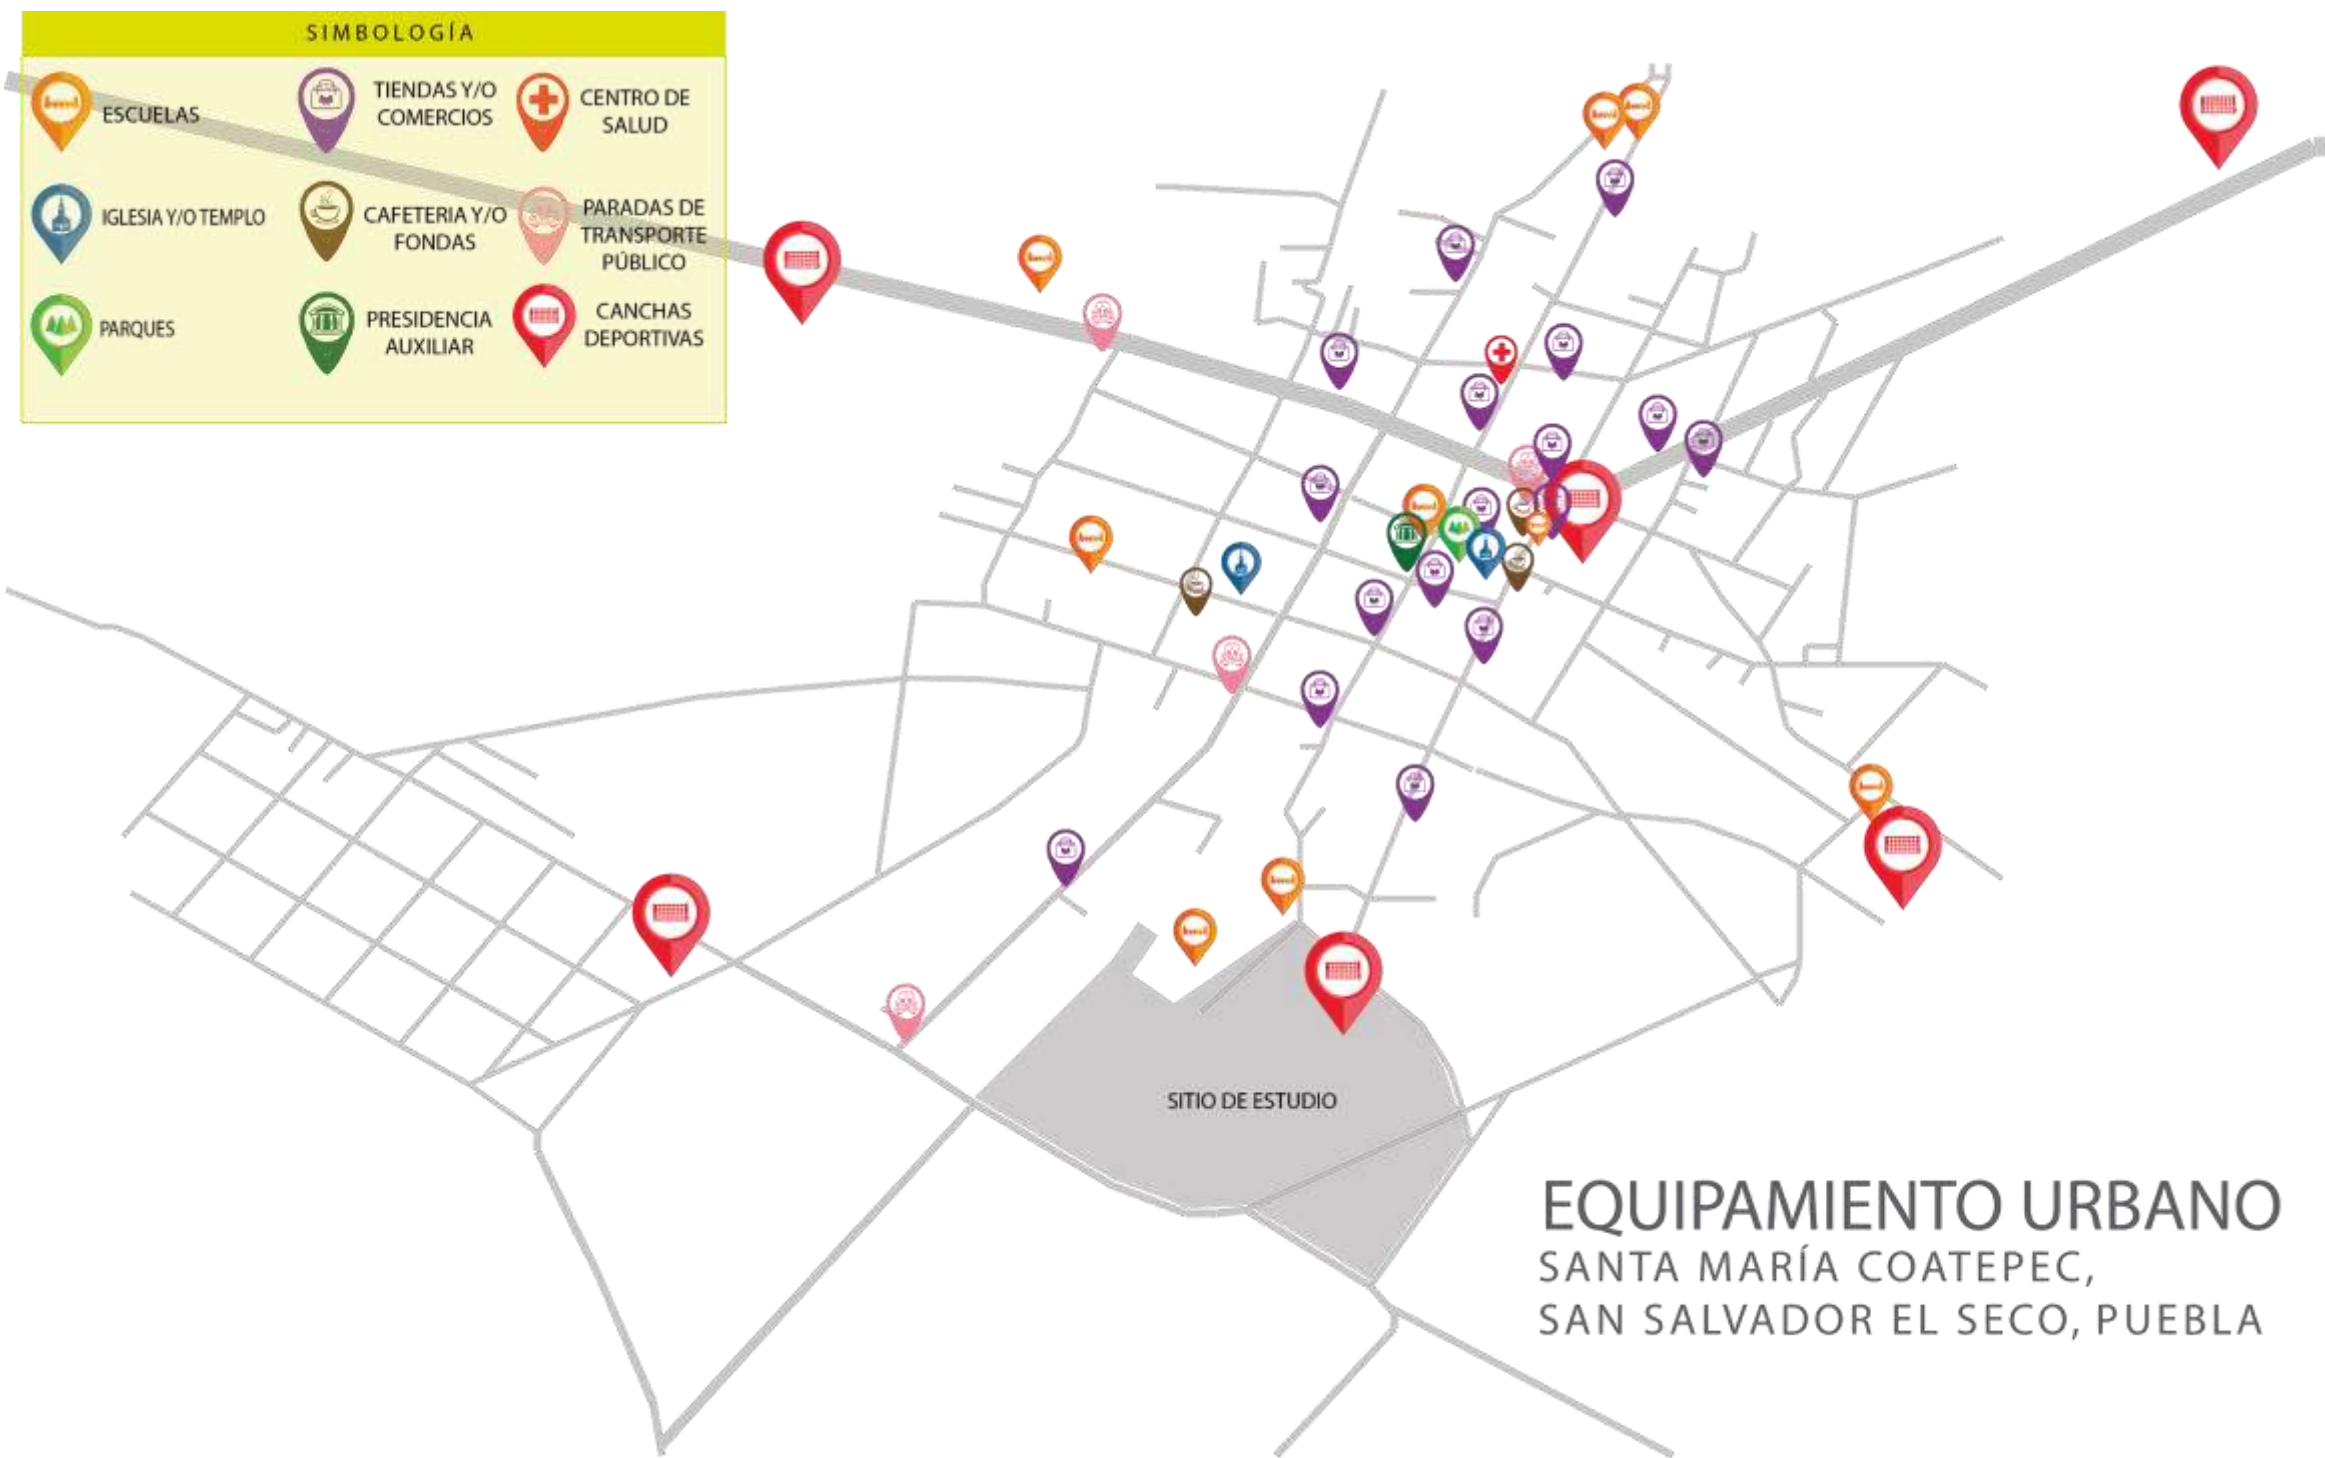 SIMBOLOGÍA
ESCUELAS
TIENDAS Y/O
COMERCIOS
CENTRO DE
SALUD
IGLESIA Y/O TEMPLO
CAFETERIA Y/O
FONDAS
PARADAS DE
TRANSPORTE
PÚBLICO
PARQUES
PRESIDENCIA
AUXILIAR
CANCHAS
DEPORTIVAS
SITIO DE ESTUDIO
EQUIPAMIENTO URBANO
SANTA MARÍA COATEPEC,
SAN SALVADOR EL SECO, PUEBLA